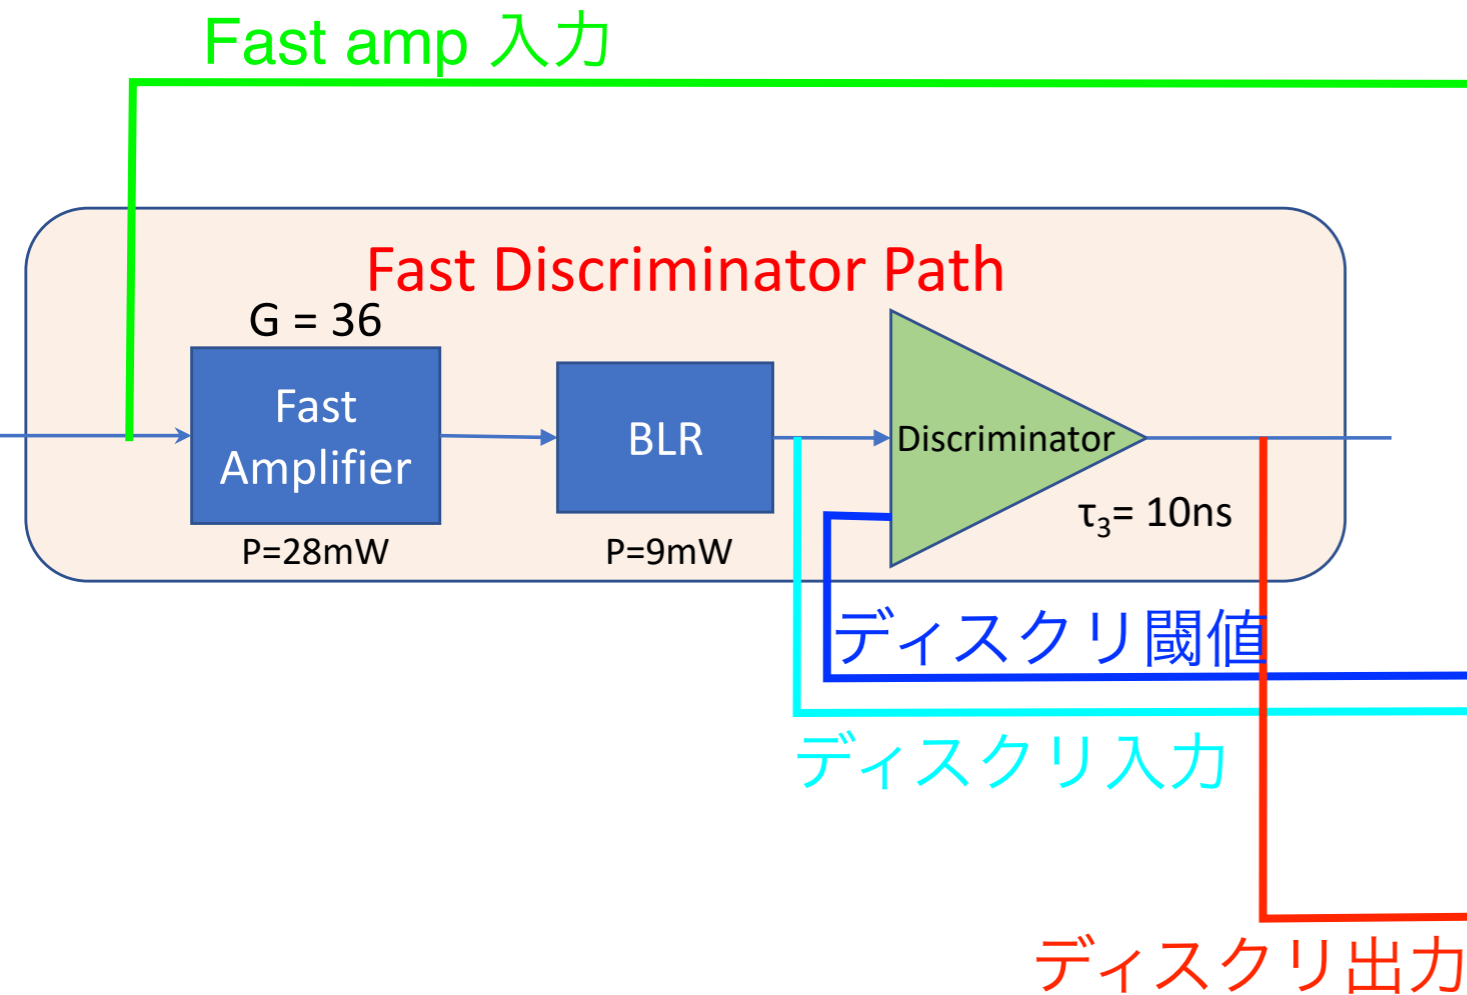 Fast amp 入力
Fast Discriminator Path
G = 36
Fast
Amplifier
BLR
Discriminator
P=28mW
P=9mW
τ₃= 10ns
ディスクリ閾値
ディスクリ入力
ディスクリ出力